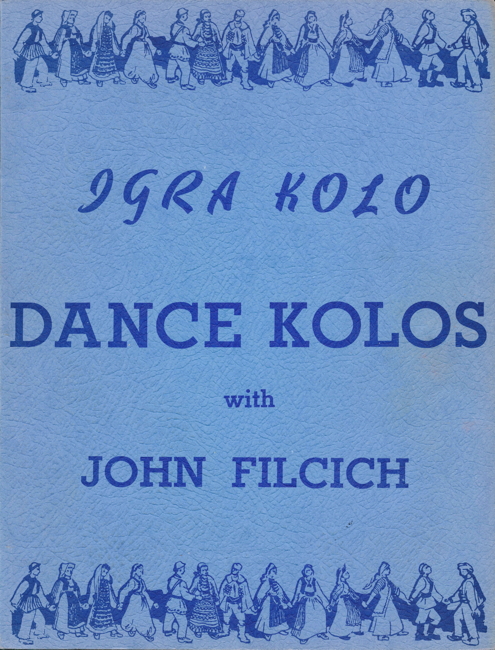 IGRA KOLO
DANCE KOLOS
with
JOHN FILCICH